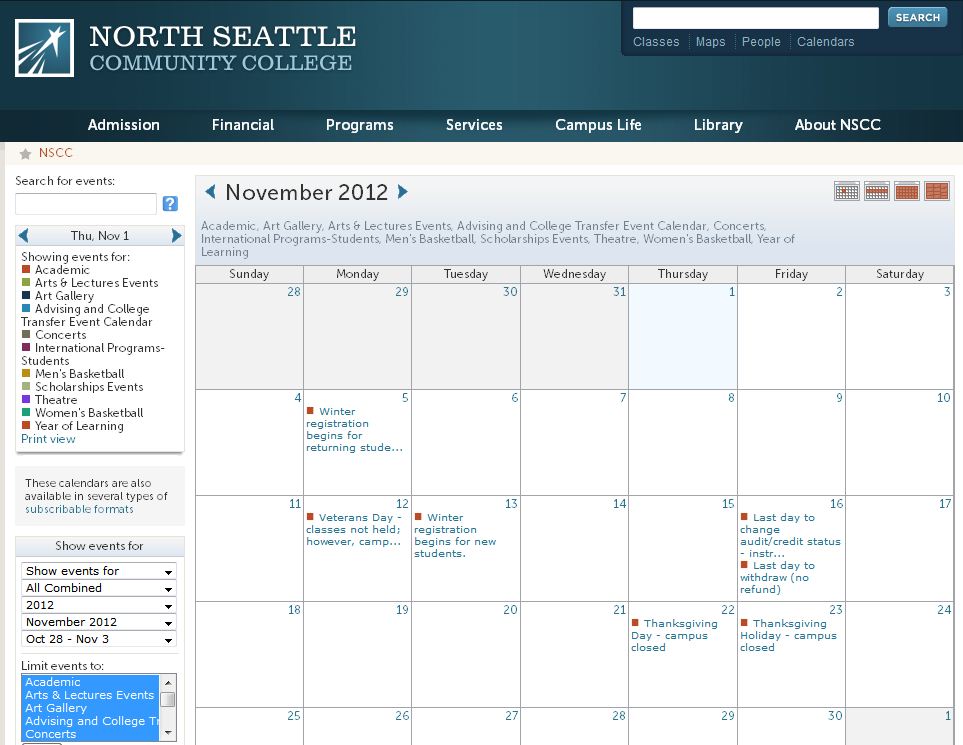 NORTH SEATTLE
COMMUNITY COLLEGE
SEARCH
Classes Maps People Calendars
Admission Financial Programs Services Campus Life Library About NSCC
NSCC
Search for events:
?
Thu, Nov 1
Showing events for:
Academic
Arts & Lectures Events
Art Gallery
Advising and College
Transfer Event Calendar
Concerts
International Programs-
Students
Men's Basketball
Scholarships Events
Theatre
Women's Basketball
Year of Learning
Print view
These calendars are also
available in several types of
subscribable formats
Show events for
Show events for
All Combined
2012
November 2012
Oct 28 - Nov 3
Limit events to:
Academic
Arts & Lectures Events
Art Gallery
Advising and College Tr
Concerts
November 2012
Academic, Art Gallery, Arts & Lectures Events, Advising and College Transfer Event Calendar, Concerts,
International Programs-Students, Men's Basketball, Scholarships Events, Theatre, Women's Basketball, Year of
Learning
Sunday Monday Tuesday Wednesday Thursday Friday Saturday
28 29 30 31 1 2 3
4 5 6 7 8 9 10
Winter
registration
begins for
returning stude...
11 12 13 14 15 16 17
Veterans Day -
classes not held;
however, camp...
Winter
registration
begins for new
students.
Last day to
change
audit/credit status
- instr...
Last day to
withdraw (no
refund)
18 19 20 21 22 23 24
Thanksgiving
Day - campus
closed
Thanksgiving
Holiday - campus
closed
25 26 27 28 29 30 1